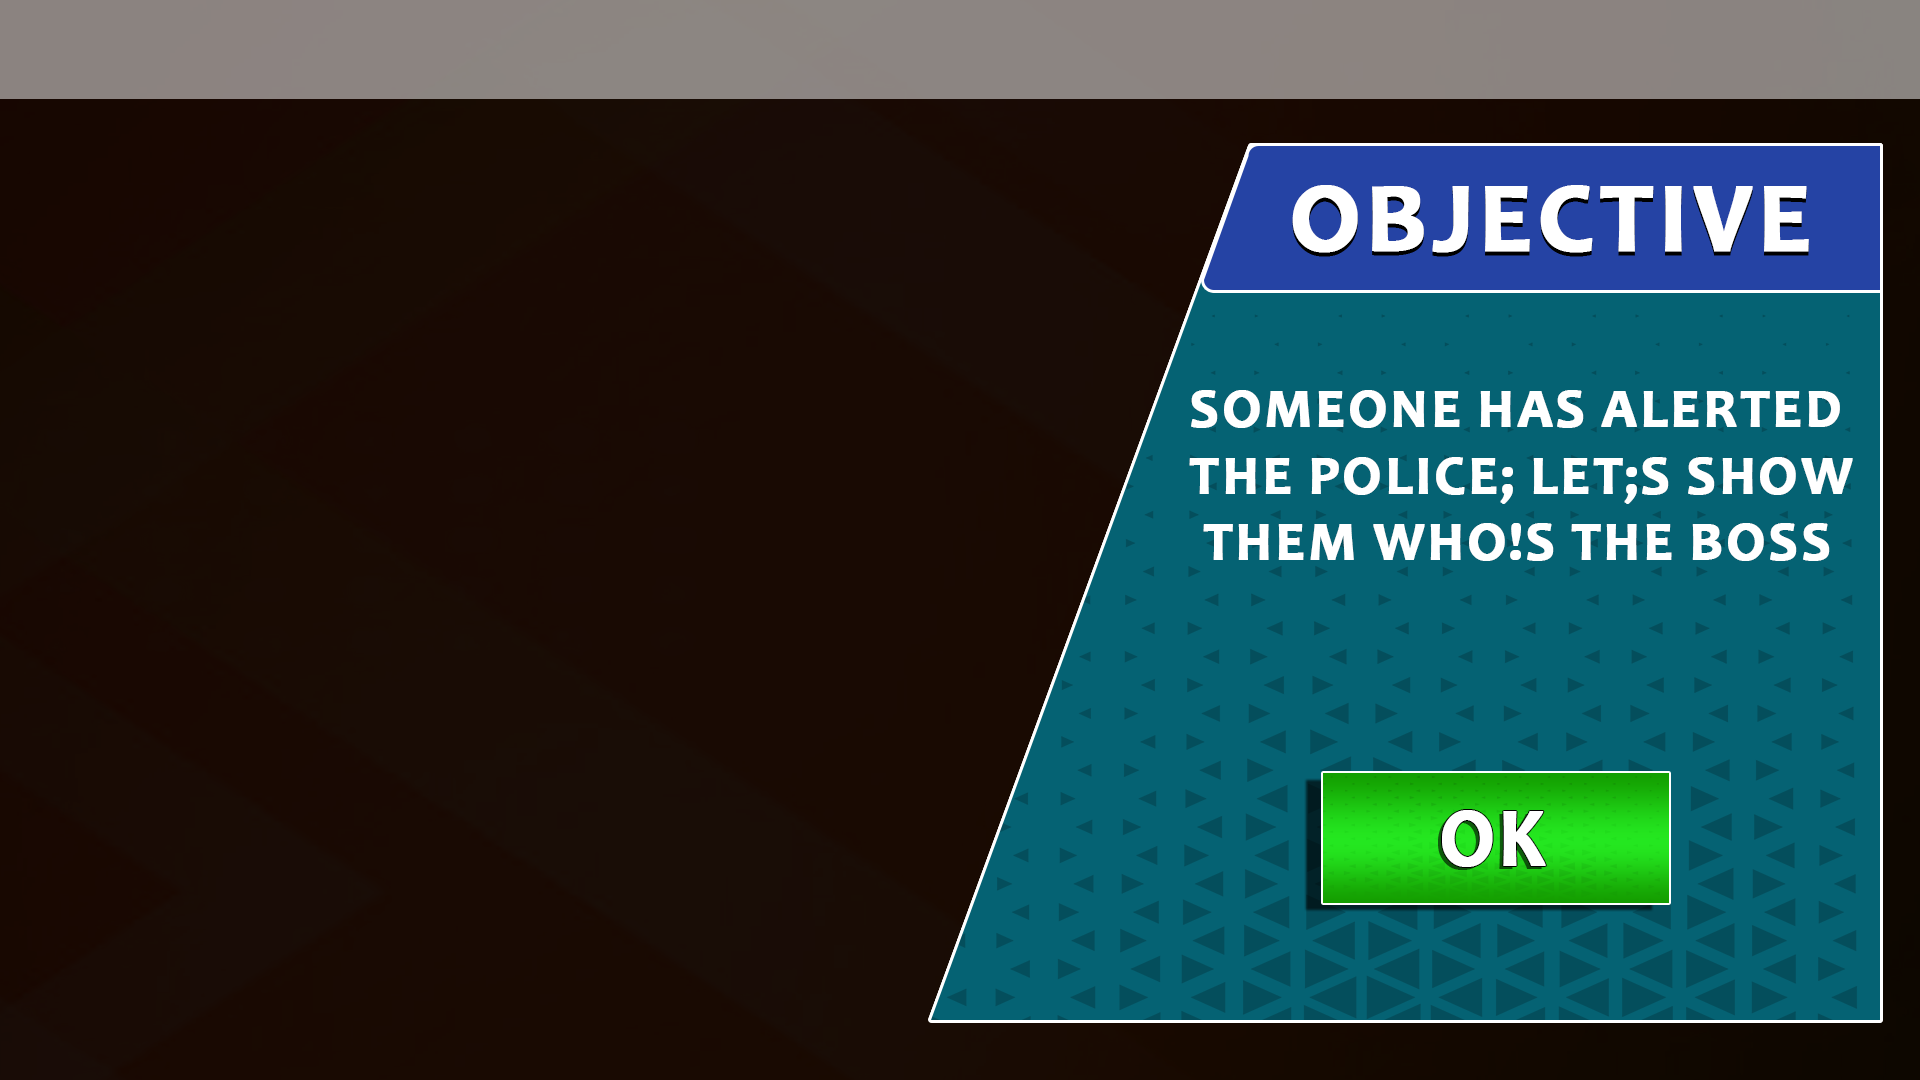 OBJECTIVE
SOMEONE HAS ALERTED
THE POLICE; LET;S SHOW
THEM WHO!S THE BOSS
OK